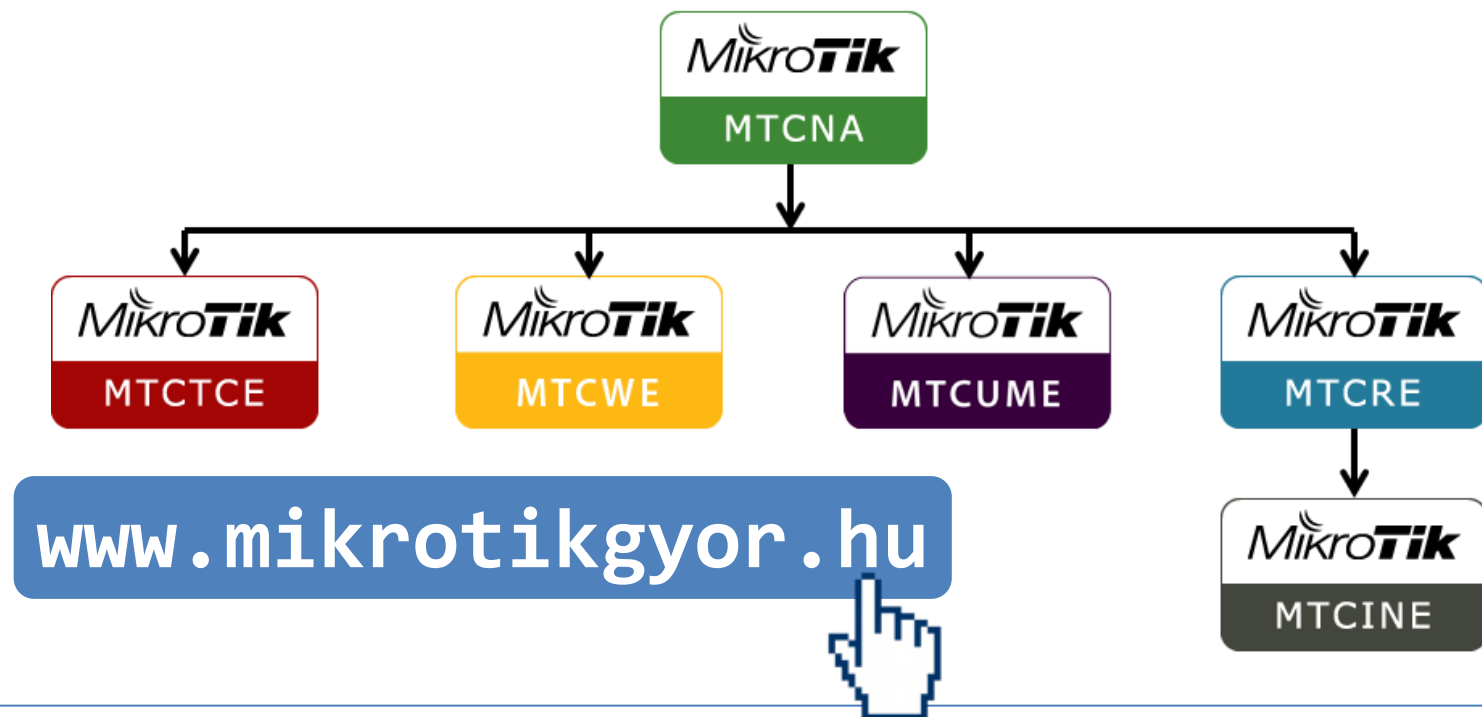 MikroTik
MTCNA
MikroTik
MTCTCE
MikroTik
MTCWE
MikroTik
MTCUME
MikroTik
MTCRE
www.mikrotikgyor.hu
MikroTik
MTCINE